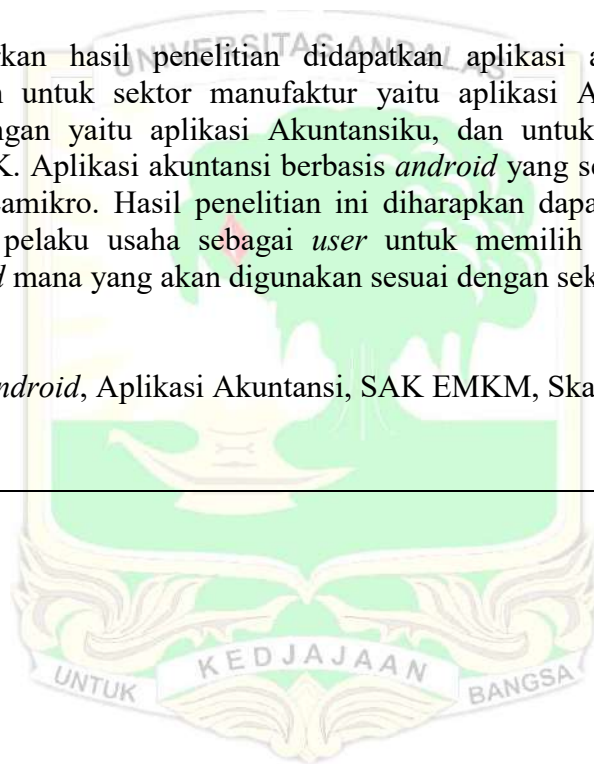 UNIVERSITAS ANDALAS
rkan hasil penelitian didapatkan aplikasi a
n untuk sektor manufaktur yaitu aplikasi A
ngan yaitu aplikasi Akuntansiku, dan untuk
K. Aplikasi akuntansi berbasis android yang se
amikro. Hasil penelitian ini diharapkan dapa
pelaku usaha sebagai user untuk memilih
d mana yang akan digunakan sesuai dengan sek
ndroid, Aplikasi Akuntansi, SAK EMKM, Ska
UNTUK KEDJAJAAN BANGSA